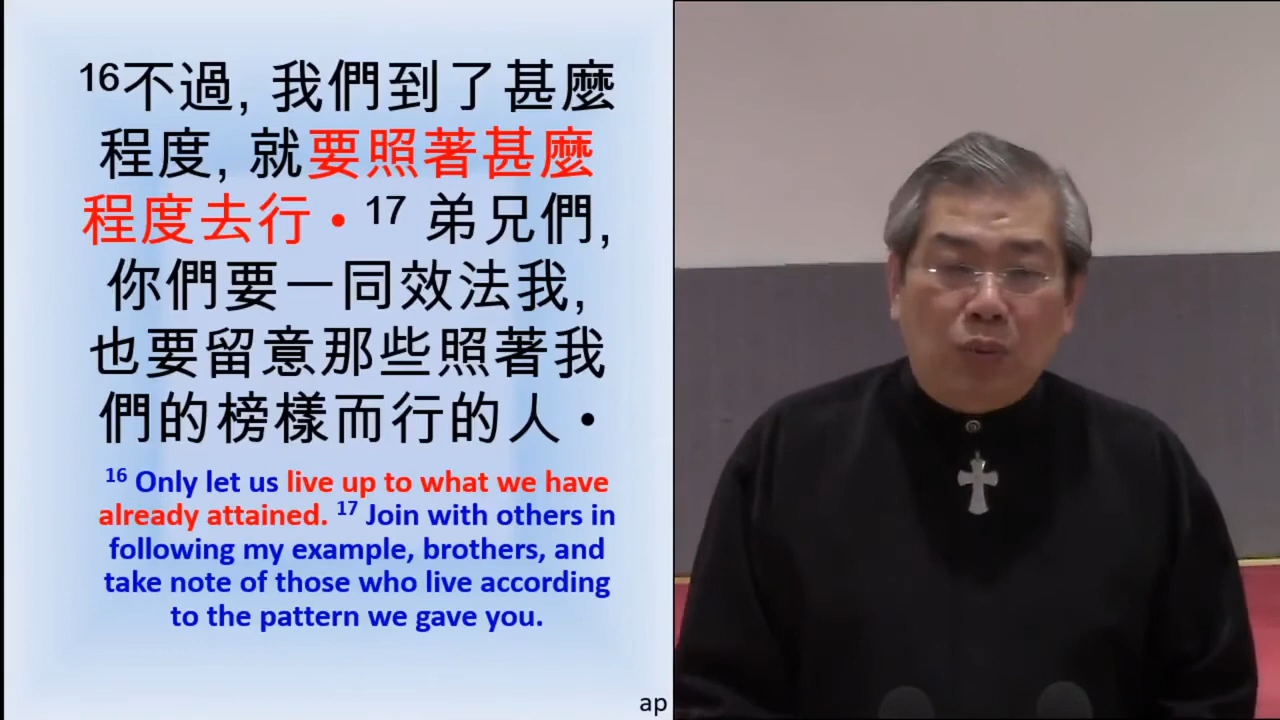 16不過, 我們到了甚麼
程度, 就要照著甚麼
程度去行•17 弟兄們,
你們要一同效法我,
也要留意那些照著我
們的榜樣而行的人•
16 Only let us live up to what we have
already attained. 17 Join with others in
following my example, brothers, and
take note of those who live according
to the pattern we gave you.
ap